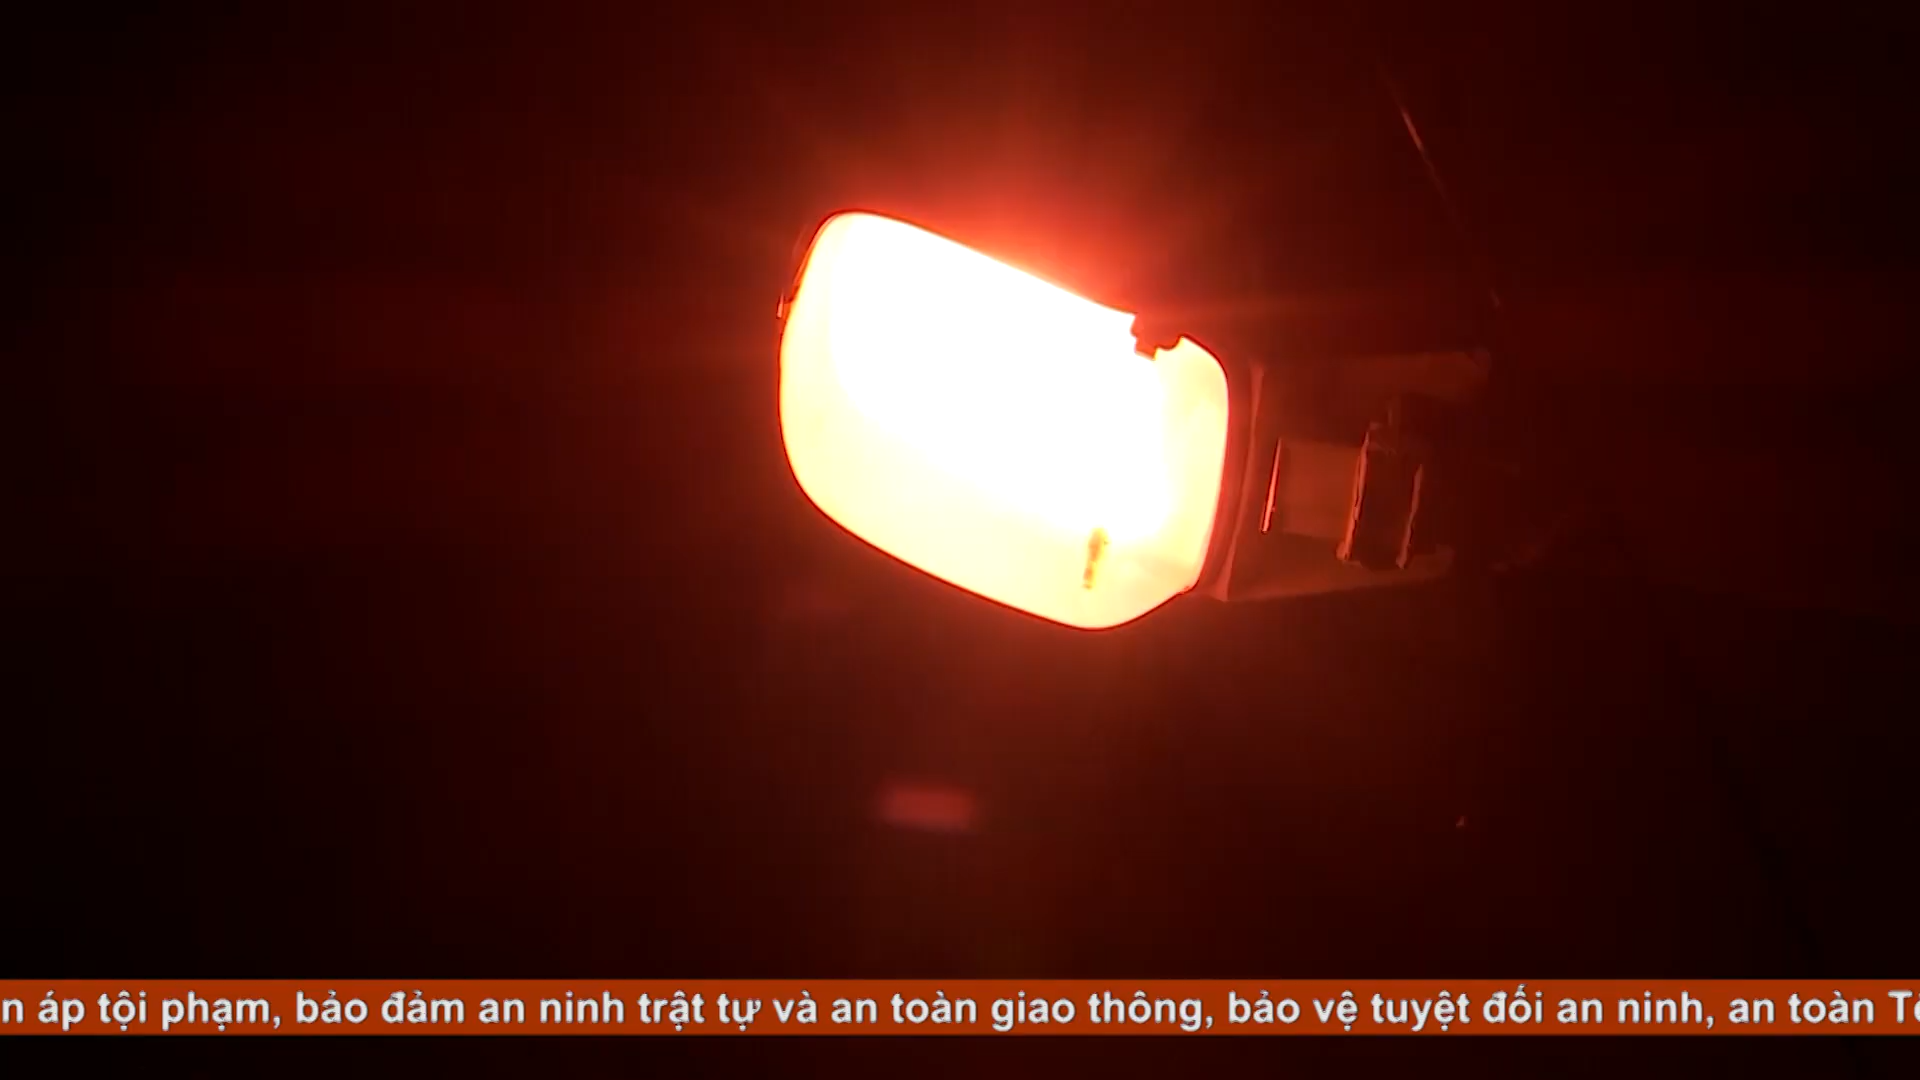 áp tội phạm, bảo đảm an ninh trật tự và an toàn giao thông, bảo vệ tuyệt đối an ninh, an toàn